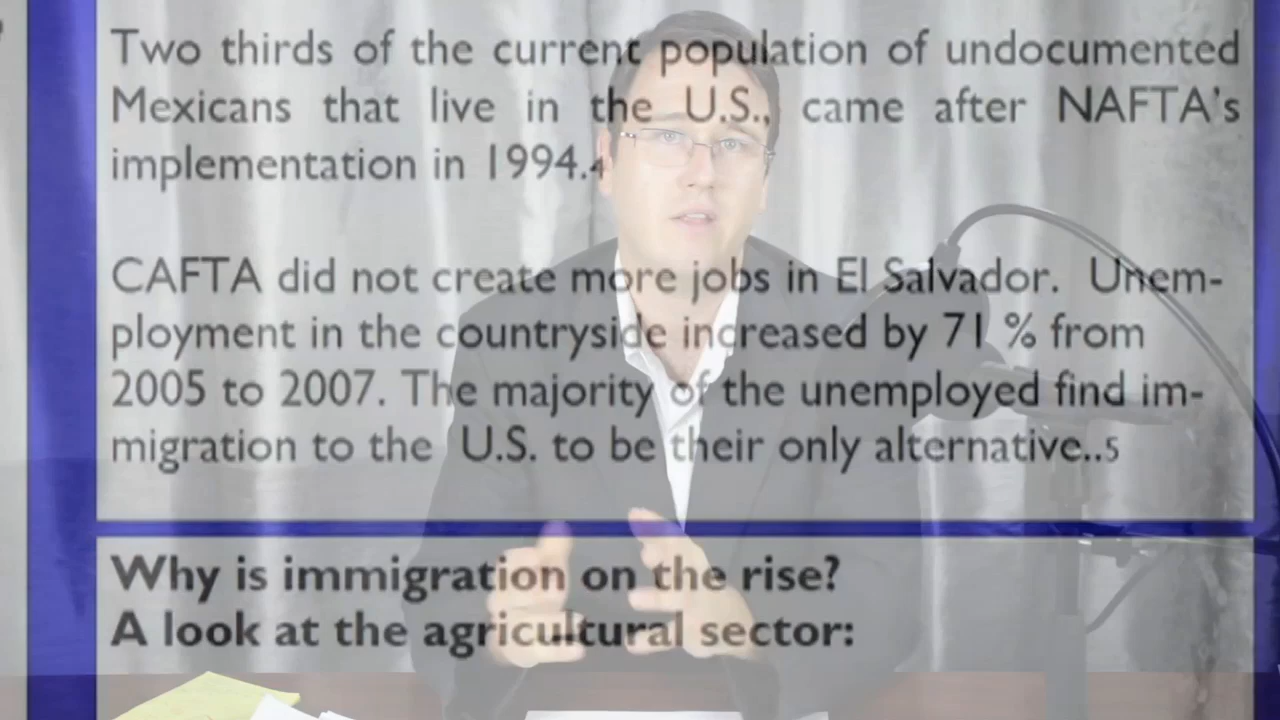 Two thirds of the current population of undocumented
Mexicans that live in the U.S., came after NAFTA's
implementation in 1994.4
CAFTA did not create more jobs in El Salvador. Unem-
ployment in the countryside increased by 71 % from
2005 to 2007. The majority of the unemployed find im-
migration to the U.S. to be their only alternative..5
Why is immigration on the rise?
A look at the agricultural sector: